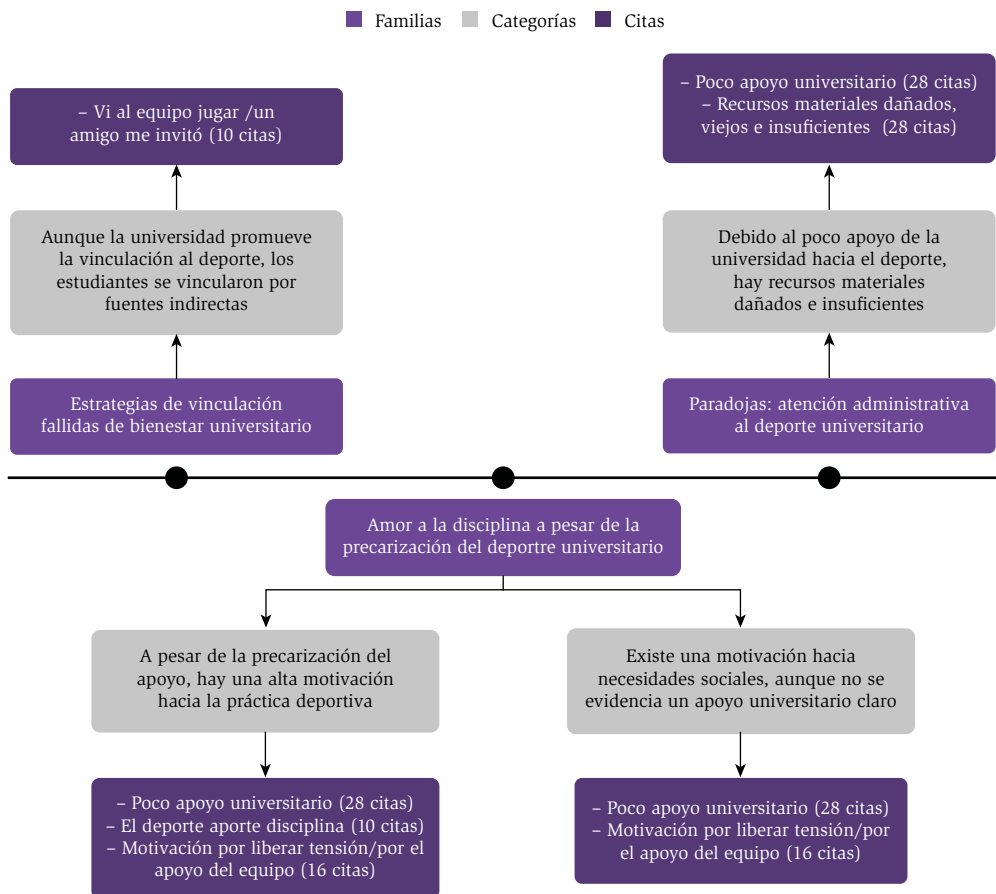 Familias Categorías Citas
– Vi al equipo jugar /un
amigo me invitó (10 citas)
Aunque la universidad promueve
la vinculación al deporte, los
estudiantes se vincularon por
fuentes indirectas
Estrategias de vinculación
fallidas de bienestar universitario
– Poco apoyo universitario (28 citas)
– Recursos materiales dañados,
viejos e insuficientes (28 citas)
Debido al poco apoyo de la
universidad hacia el deporte,
hay recursos materiales
dañados e insuficientes
Paradojas: atención administrativa
al deporte universitario
Amor a la disciplina a pesar de la
precarización del deportre universitario
A pesar de la precarización del
apoyo, hay una alta motivación
hacia la práctica deportiva
– Poco apoyo universitario (28 citas)
– El deporte aporte disciplina (10 citas)
– Motivación por liberar tensión/por el
apoyo del equipo (16 citas)
Existe una motivación hacia
necesidades sociales, aunque no se
evidencia un apoyo universitario claro
– Poco apoyo universitario (28 citas)
– Motivación por liberar tensión/por
el apoyo del equipo (16 citas)